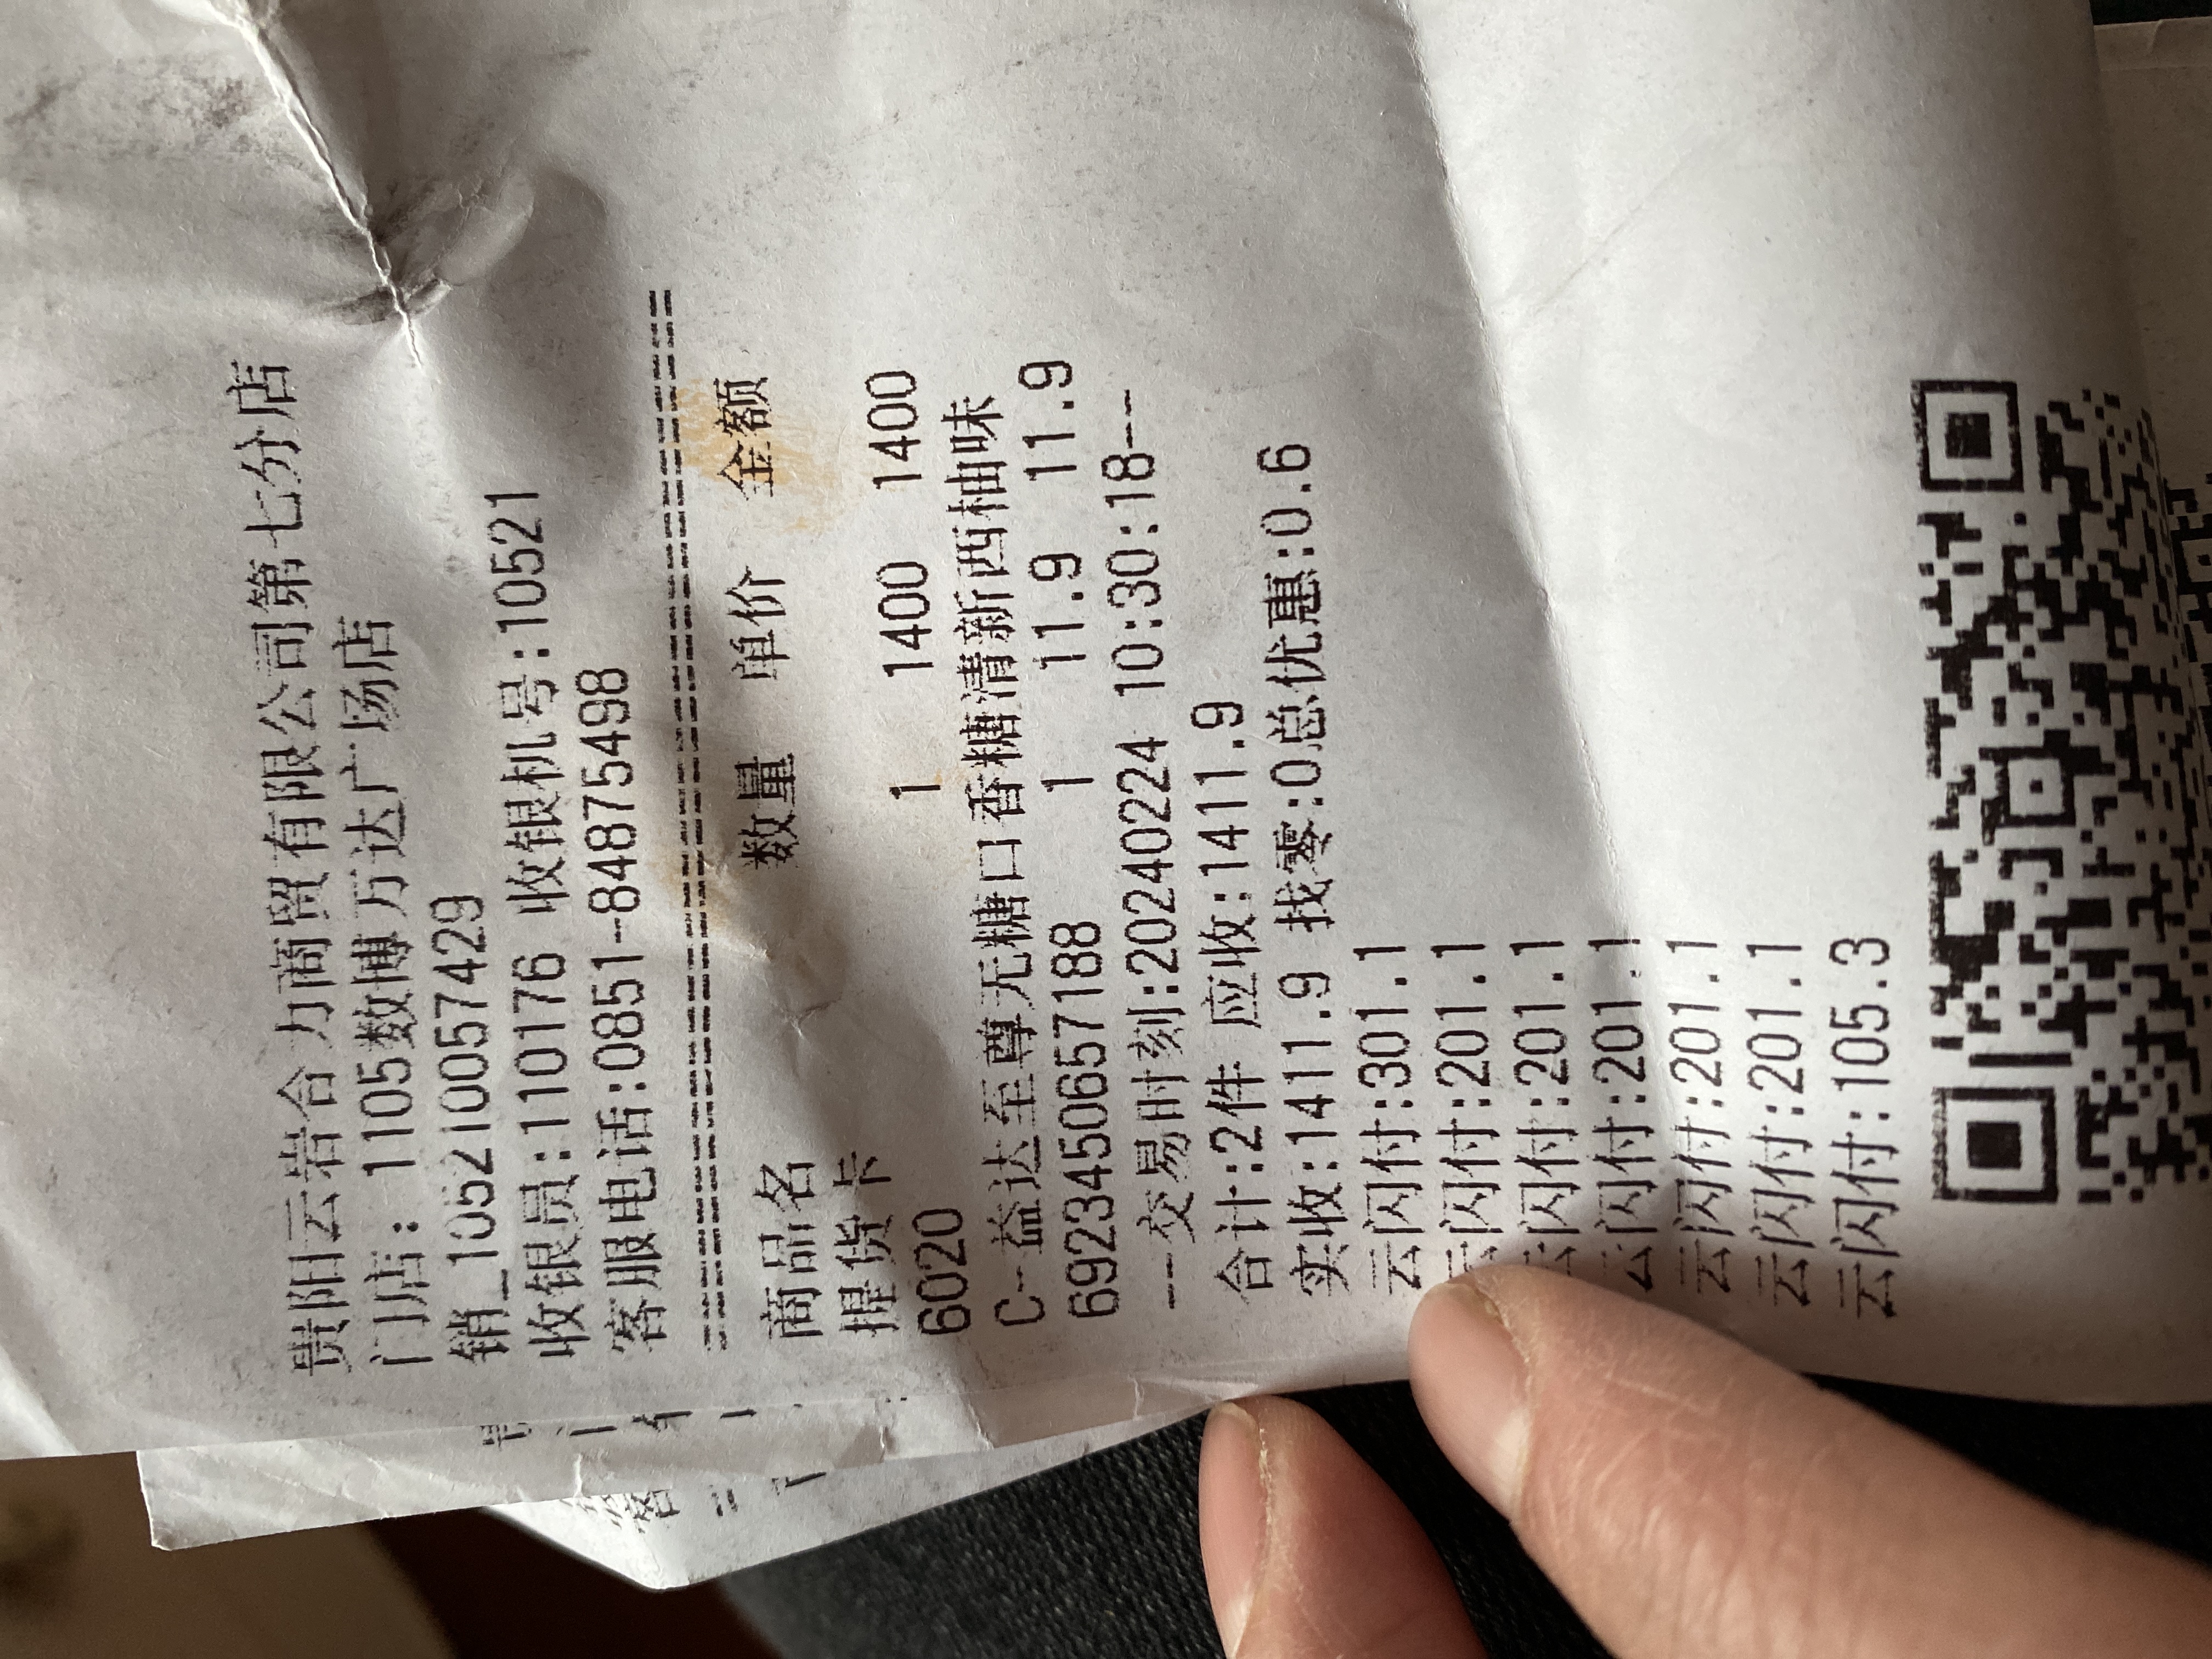 贵阳云岩合力商贸有限公司第七分店
门店: 1105数博万达广场店
销_10521005742​9
收银员:110176 收银机号:10521
客服电话:0851-84875498
商品名 数量 单价 金额
提货卡
6020 1 1400 1400
C-益达至尊无糖口香糖清新西柚味
6923450657188 1 11.9 11.9
--交易时刻:20240224 10:30:18--
合计:2件 应收:1411.9
实收:1411.9 找零:0总优惠:0.6
云闪付:301.1
云闪付:201.1
云闪付:201.1
云闪付:201.1
云闪付:201.1
云闪付:201.1
云闪付:105.3